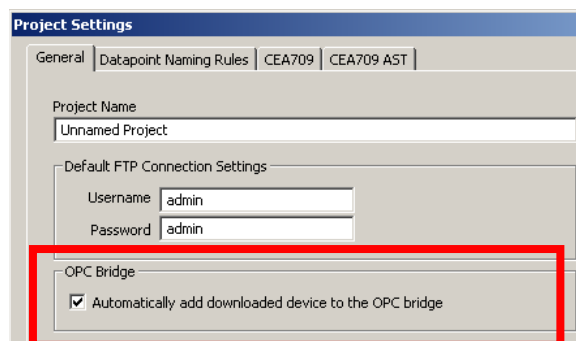 Project Settings
General Datapoint Naming Rules CEA709 CEA709 AST
Project Name
Unnamed Project
Default FTP Connection Settings
Username admin
Password admin
OPC Bridge
Automatically add downloaded device to the OPC bridge